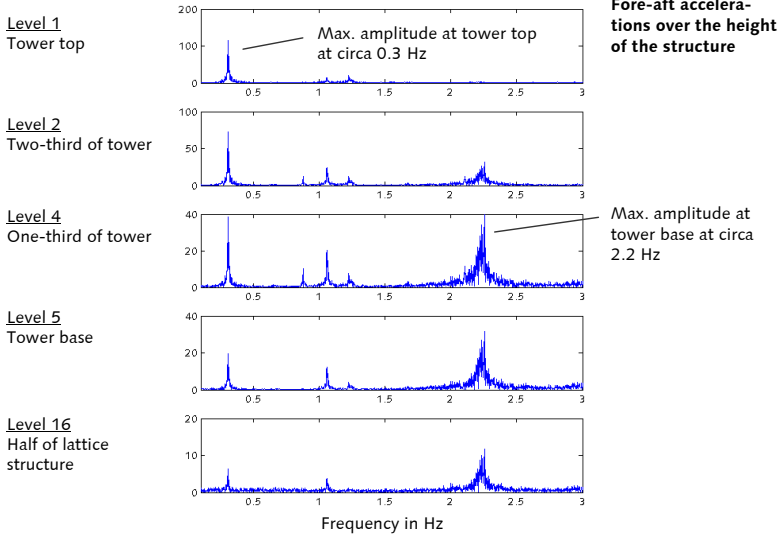 Fore-aft accelera-
tions over the height
of the structure
Level 1
Tower top
200
100
0
0.5 1 1.5 2 2.5 3
Max. amplitude at tower top
at circa 0.3 Hz
Level 2
Two-third of tower
100
50
0
0.5 1 1.5 2 2.5 3
Level 4
One-third of tower
40
20
0
0.5 1 1.5 2 2.5 3
Max. amplitude at
tower base at circa
2.2 Hz
Level 5
Tower base
40
20
0
0.5 1 1.5 2 2.5 3
Level 16
Half of lattice
structure
20
10
0
0.5 1 1.5 2 2.5 3
Frequency in Hz